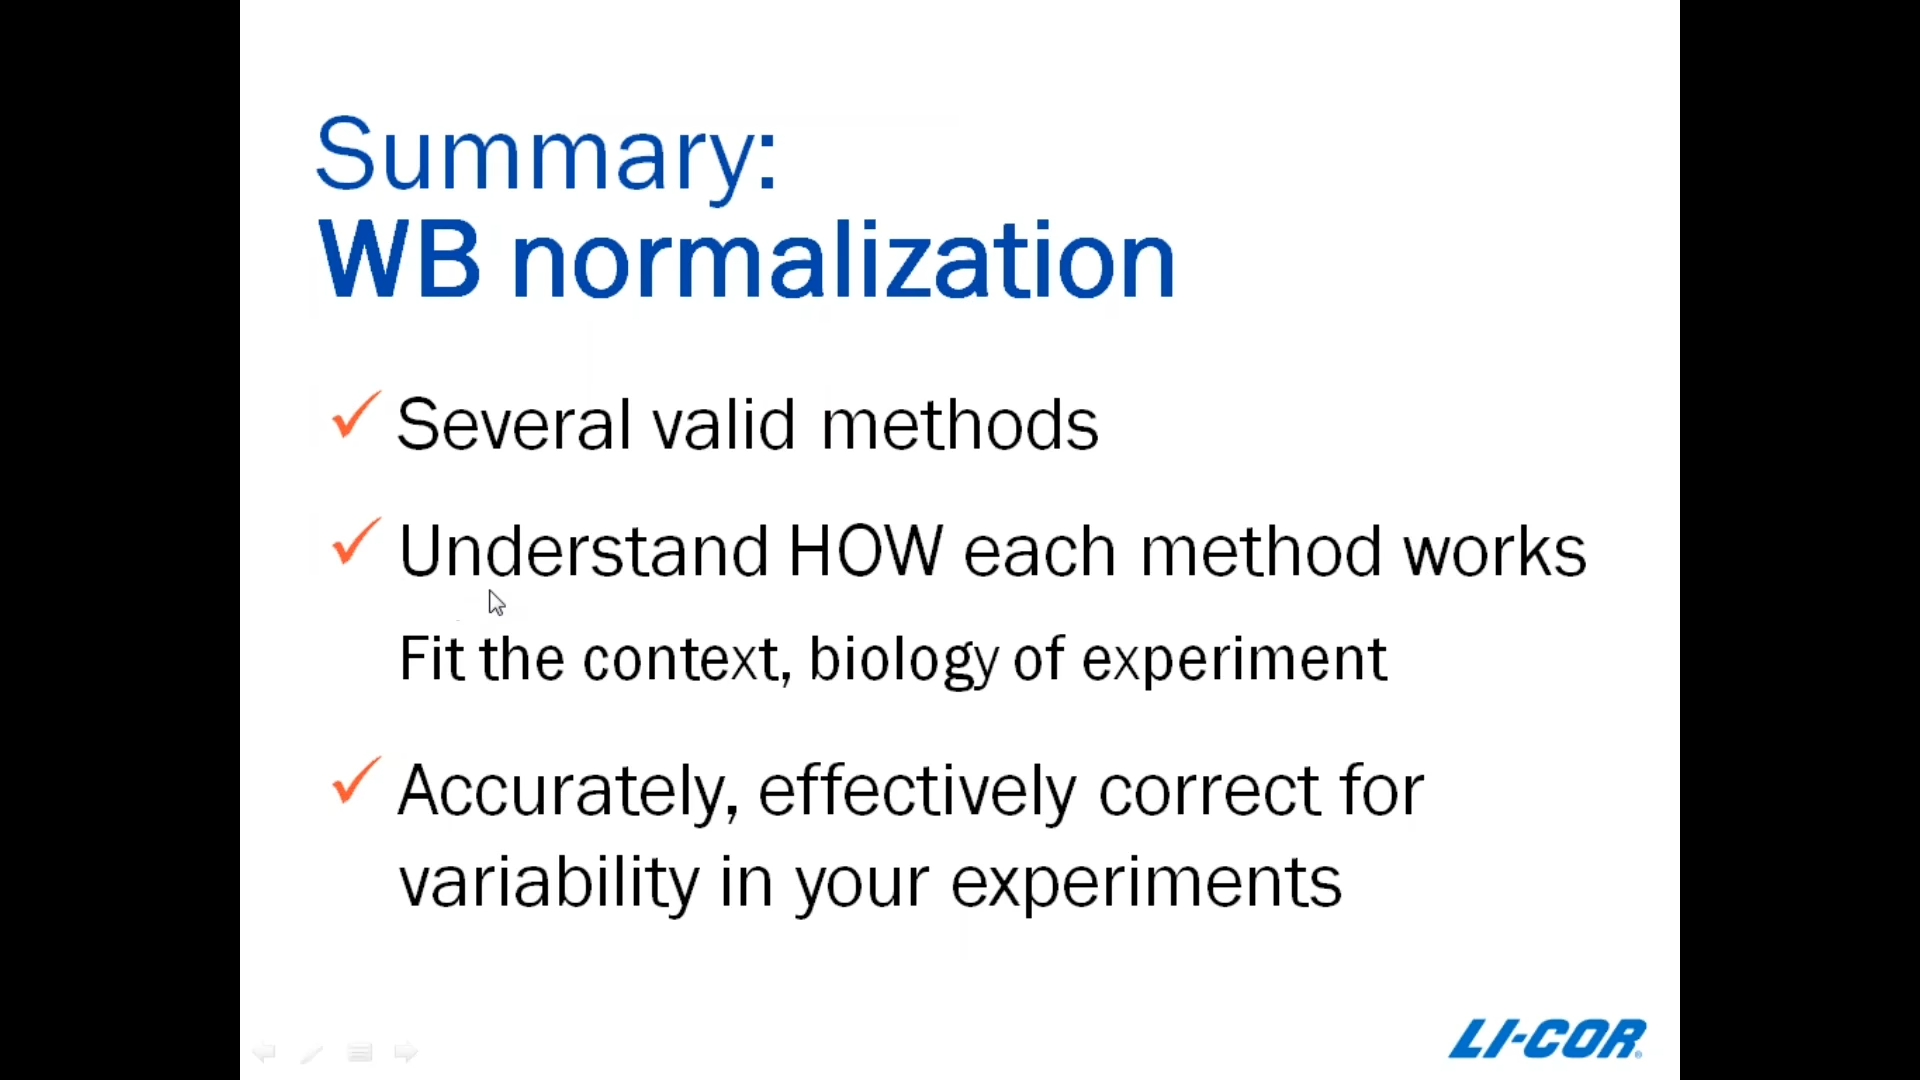 Summary:
WB normalization
Several valid methods
Understand HOW each method works
Fit the context, biology of experiment
Accurately, effectively correct for
variability in your experiments
LI-COR®